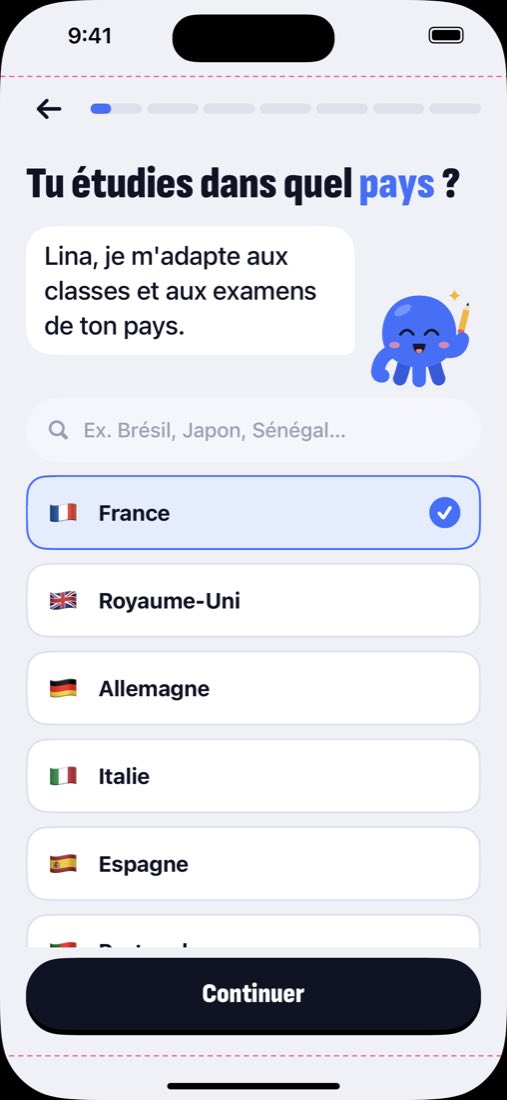 9:41
Tu étudies dans quel pays ?
Lina, je m'adapte aux
classes et aux examens
de ton pays.
Ex. Brésil, Japon, Sénégal...
France
Royaume-Uni
Allemagne
Italie
Espagne
Continuer